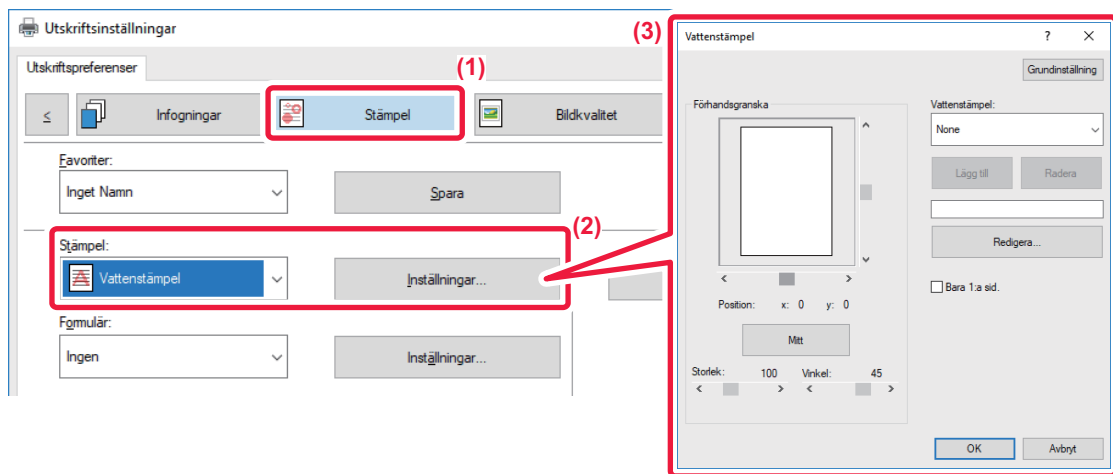 Utskriftsinställningar
Utskriftspreferenser
(1)
<
Infogningar
Stämpel
Bildkvalitet
Favoriter:
Inget Namn
Spara
(2)
Stämpel:
Vattenstämpel
Inställningar...
Formulär:
Ingen
Inställningar...
(3)
Vattenstämpel
?
Grundinställning
Förhandsgranska
Position: x: 0 y: 0
Mitt
Storlek: 100 Vinkel: 45
Vattenstämpel:
None
Lägg till
Radera
Redigera...
Bara 1:a sid.
OK
Avbryt